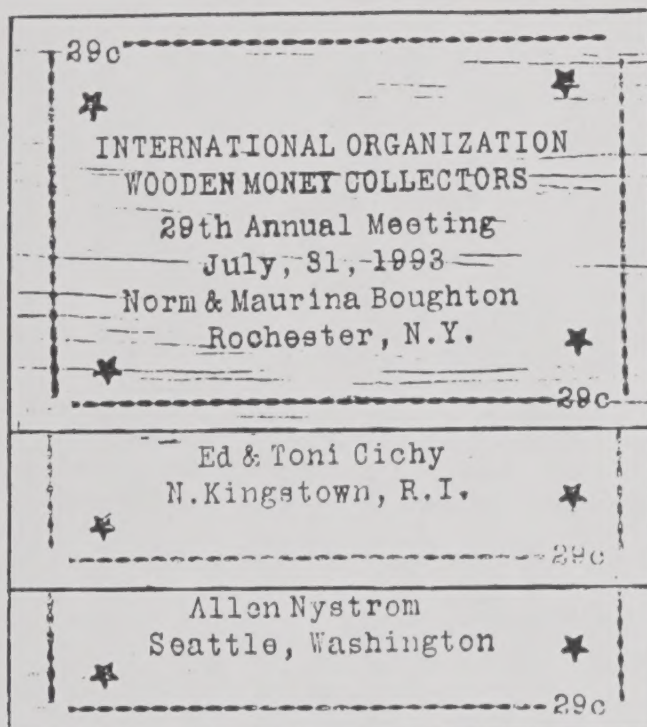 29c
INTERNATIONAL ORGANIZATION
WOODEN MONEY COLLECTORS
29th Annual Meeting
July, 31, 1993
Norm & Maurina Boughton
Rochester, N.Y.
29c
Ed & Toni Cichy
N.Kingstown, R.I.
29c
Allen Nystrom
Seattle, Washington
29c